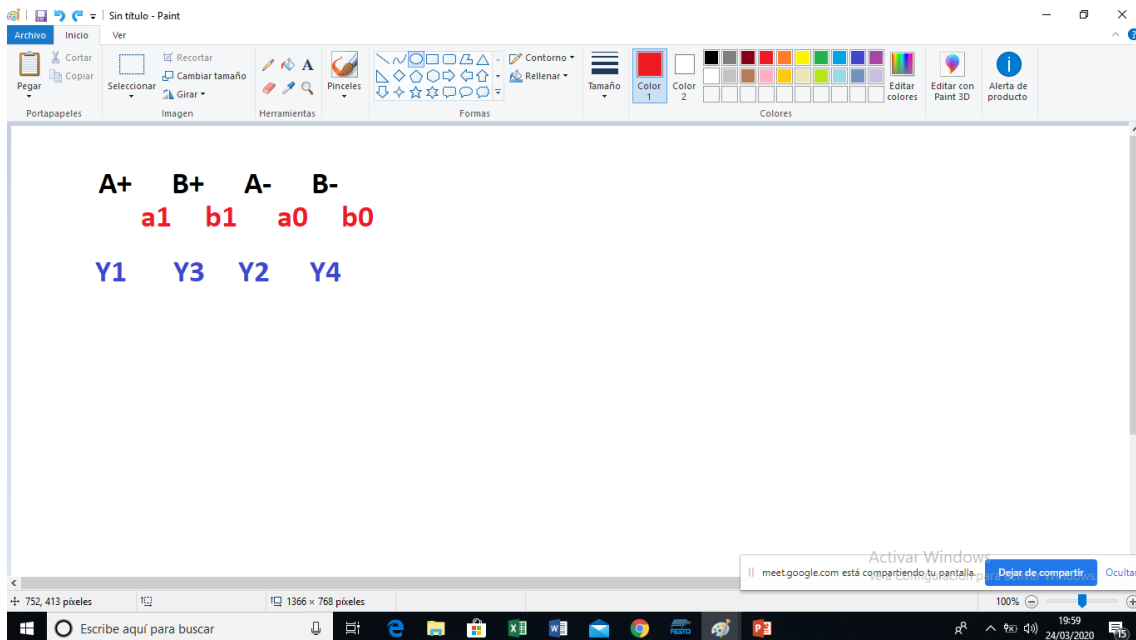 Sin título - Paint
Archivo Inicio Ver
Pegar
Cortar
Copiar
Portapapeles
Seleccionar
Recortar
Cambiar tamaño
Girar
Imagen
A
Herramientas
Pinceles
Contorno
Rellenar
Formas
Tamaño
Color 1
Color 2
Editar colores
Colores
Editar con Paint 3D
Alerta de producto
A+ B+ A- B-
a1 b1 a0 b0
Y1 Y3 Y2 Y4
Activar Windows
meet.google.com está compartiendo tu pantalla. Dejar de compartir Ocultar
752, 413 píxeles 1366 × 768 píxeles 100%
Escribe aquí para buscar
FESTO
19:59
24/03/2020
15